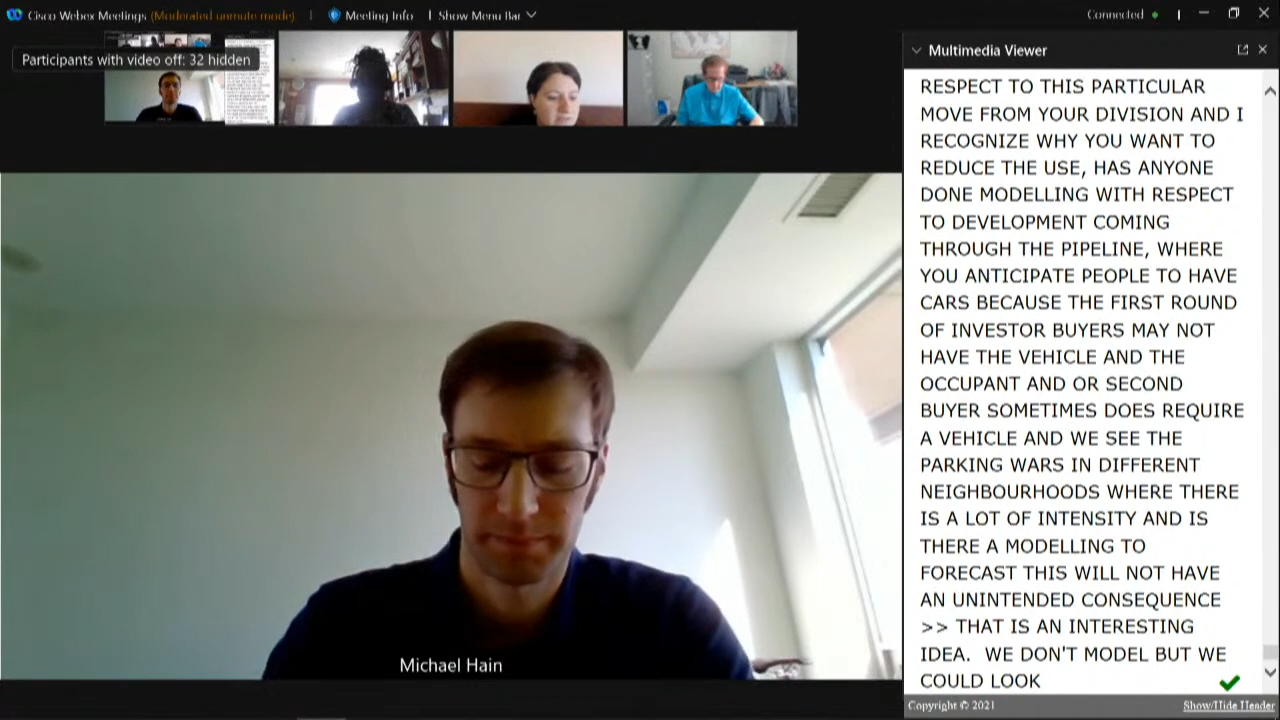 Cisco Webex Meetings (Moderated unmute mode) | Meeting Info | Show Menu Bar
Connected
Participants with video off: 32 hidden
Multimedia Viewer
RESPECT TO THIS PARTICULAR
MOVE FROM YOUR DIVISION AND I
RECOGNIZE WHY YOU WANT TO
REDUCE THE USE, HAS ANYONE
DONE MODELLING WITH RESPECT
TO DEVELOPMENT COMING
THROUGH THE PIPELINE, WHERE
YOU ANTICIPATE PEOPLE TO HAVE
CARS BECAUSE THE FIRST ROUND
OF INVESTOR BUYERS MAY NOT
HAVE THE VEHICLE AND THE
OCCUPANT AND OR SECOND
BUYER SOMETIMES DOES REQUIRE
A VEHICLE AND WE SEE THE
PARKING WARS IN DIFFERENT
NEIGHBOURHOODS WHERE THERE
IS A LOT OF INTENSITY AND IS
THERE A MODELLING TO
FORECAST THIS WILL NOT HAVE
AN UNINTENDED CONSEQUENCE
>> THAT IS AN INTERESTING
IDEA.  WE DON'T MODEL BUT WE
COULD LOOK
Michael Hain
Copyright © 2021
Show/Hide Header